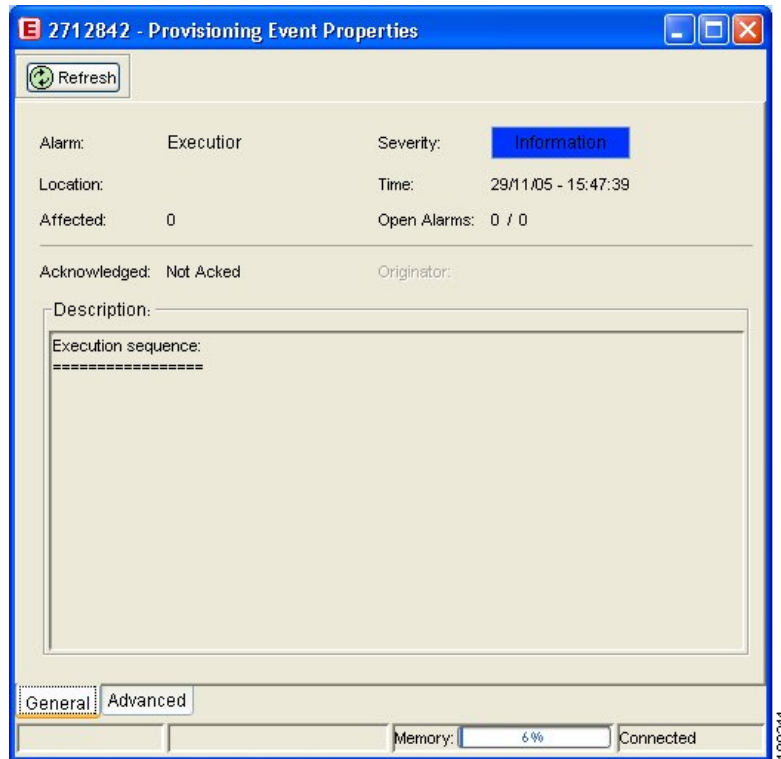 E 2712842 - Provisioning Event Properties
Refresh
Alarm: Executior Severity: Information
Location: Time: 29/11/05 - 15:47:39
Affected: 0 Open Alarms: 0 / 0
Acknowledged: Not Acked Originator:
Description:
Execution sequence:
=================
General Advanced
Memory: 6% Connected